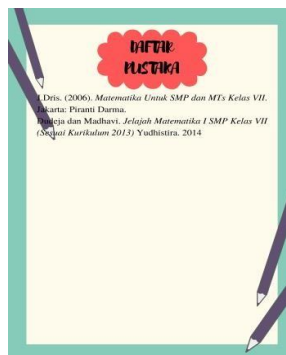 DAFTAR
PUSTAKA
J.Dris. (2006). Matematika Untuk SMP dan MTs Kelas VII.
Jakarta: Piranti Darma.
Dudeja dan Madhavi. Jelajah Matematika I SMP Kelas VII
(Sesuai Kurikulum 2013) Yudhistira. 2014